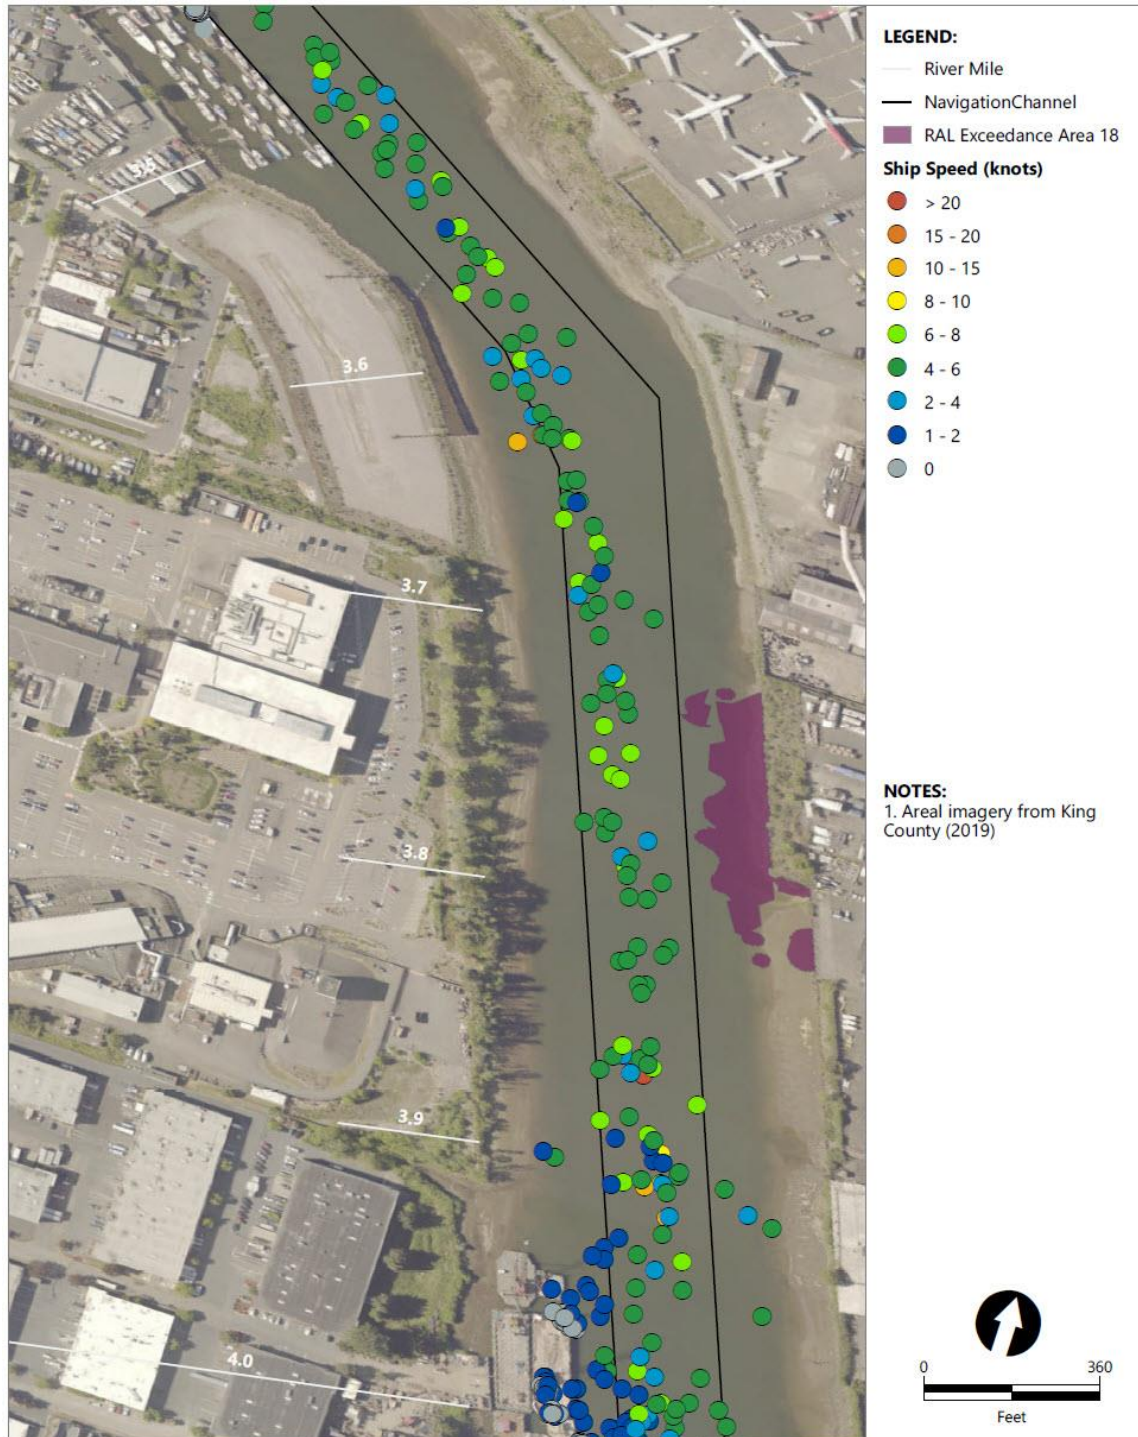 LEGEND:
River Mile
NavigationChannel
RAL Exceedance Area 18
Ship Speed (knots)
> 20
15 - 20
10 - 15
8 - 10
6 - 8
4 - 6
2 - 4
1 - 2
0
NOTES:
1. Areal imagery from King
County (2019)
3.5
3.6
3.7
3.8
3.9
4.0
0 360
Feet